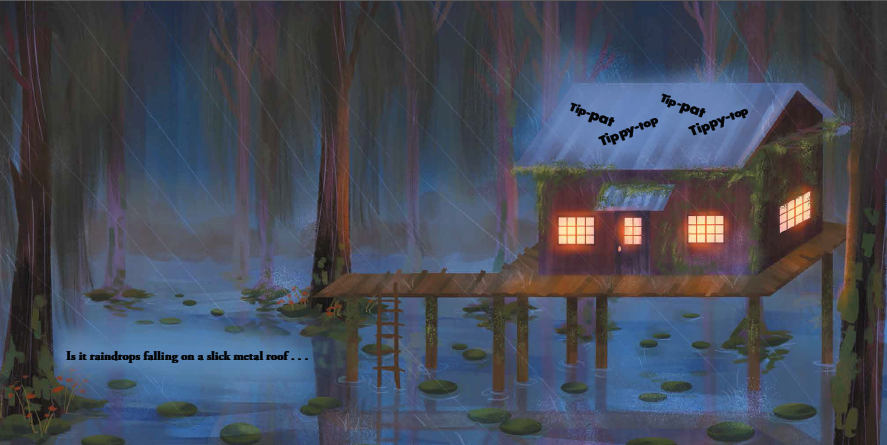 Tip-pat
Tippy-top
Tip-pat
Tippy-top
Is it raindrops falling on a slick metal roof . . .